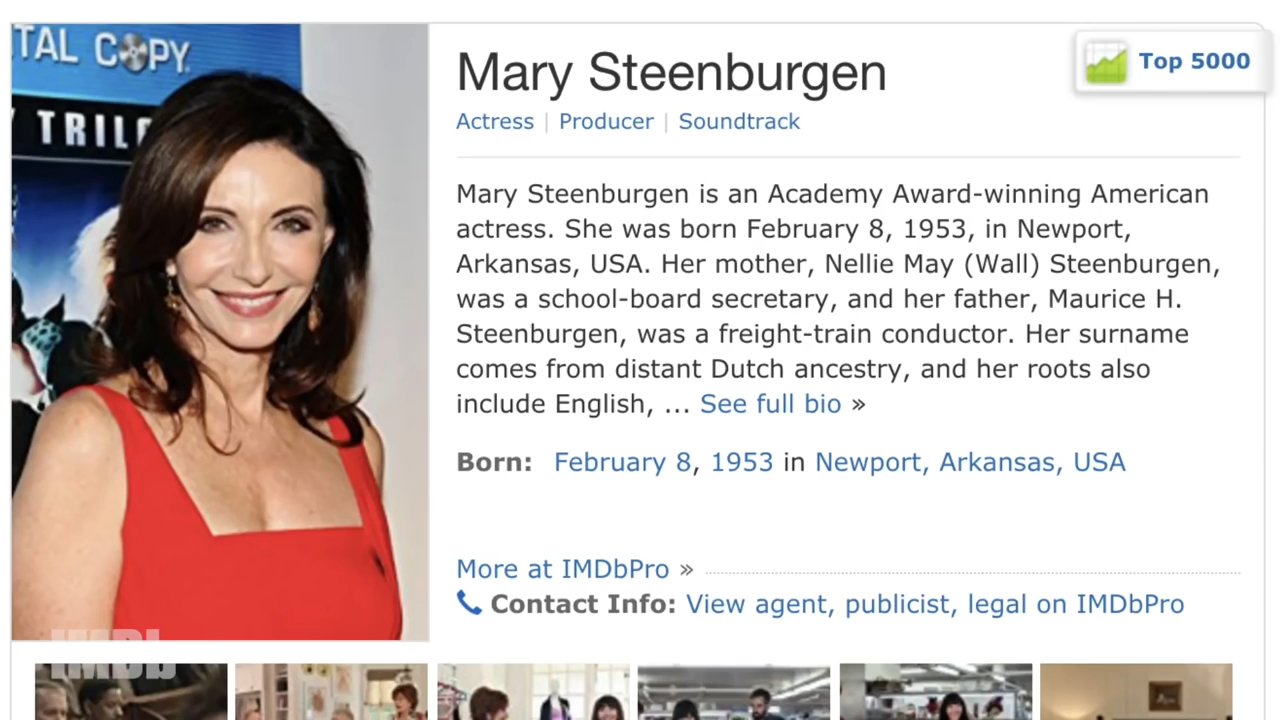 TAL COPY
TRIL
Mary Steenburgen
Top 5000
Actress | Producer | Soundtrack
Mary Steenburgen is an Academy Award-winning American
actress. She was born February 8, 1953, in Newport,
Arkansas, USA. Her mother, Nellie May (Wall) Steenburgen,
was a school-board secretary, and her father, Maurice H.
Steenburgen, was a freight-train conductor. Her surname
comes from distant Dutch ancestry, and her roots also
include English, ... See full bio »
Born: February 8, 1953 in Newport, Arkansas, USA
More at IMDbPro »
Contact Info: View agent, publicist, legal on IMDbPro
IMDb